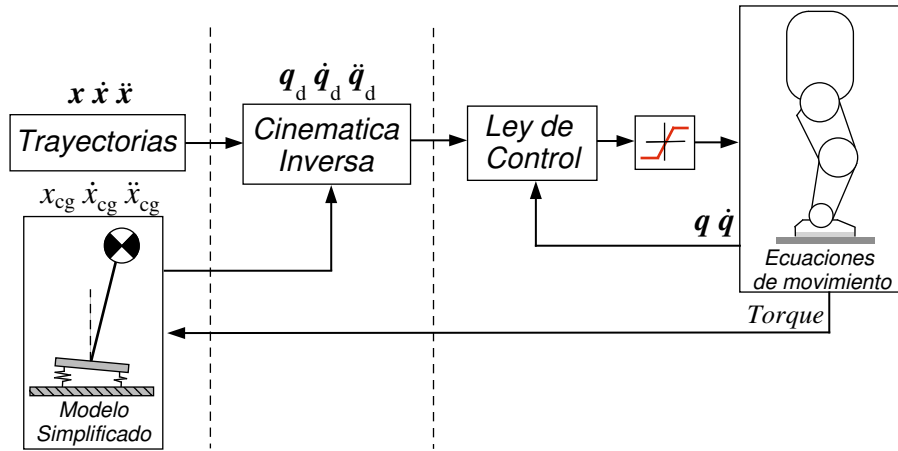 x ẋ ẍ
Trayectorias
x_cg ẋ_cg ẍ_cg
Modelo
Simplificado
q_d q̇_d q̈_d
Cinematica
Inversa
Ley de
Control
q q̇
Ecuaciones
de movimiento
Torque